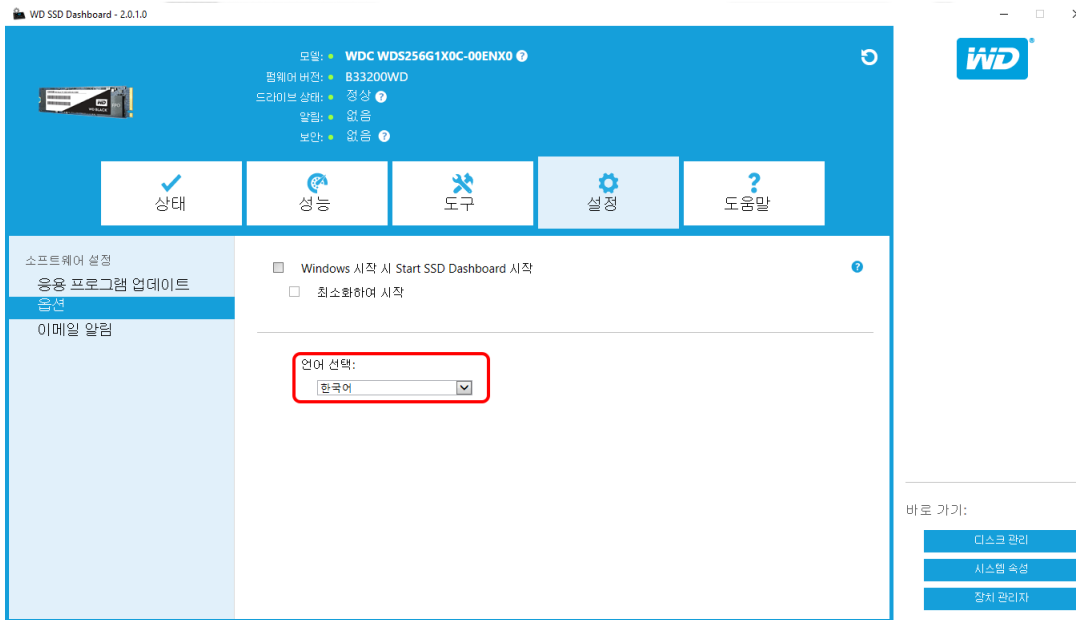 WD SSD Dashboard - 2.0.1.0
모델: WDC WDS256G1X0C-00ENX0 ?
펌웨어 버전: B33200WD
드라이브 상태: 정상 ?
알림: 없음
보안: 없음 ?
WD
상태
성능
도구
설정
도움말
소프트웨어 설정
응용 프로그램 업데이트
옵션
이메일 알림
Windows 시작 시 Start SSD Dashboard 시작
?
최소화하여 시작
언어 선택:
한국어
바로 가기:
디스크 관리
시스템 속성
장치 관리자